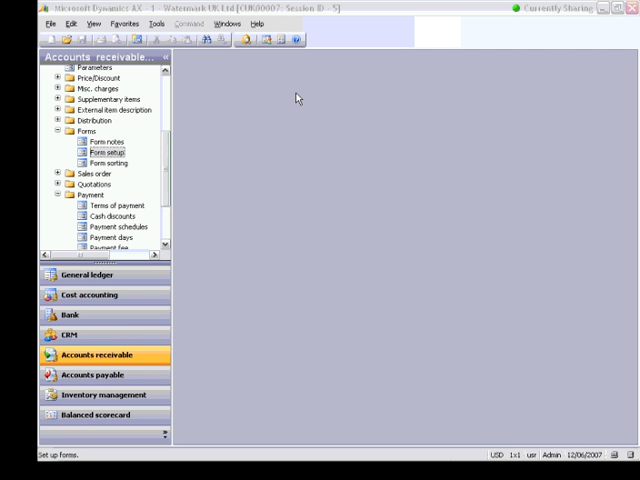 Microsoft Dynamics AX - 1 - Watermark UK Ltd [CUK00007: Session ID - 5]
Currently Sharing
File Edit View Favorites Tools Command Windows Help
Accounts receivable...
Parameters
Price/Discount
Misc. charges
Supplementary items
External item description
Distribution
Forms
Form notes
Form setup
Form sorting
Sales order
Quotations
Payment
Terms of payment
Cash discounts
Payment schedules
Payment days
Payment fee
General ledger
Cost accounting
Bank
CRM
Accounts receivable
Accounts payable
Inventory management
Balanced scorecard
Set up forms.
USD 1x1 usr Admin 12/06/2007